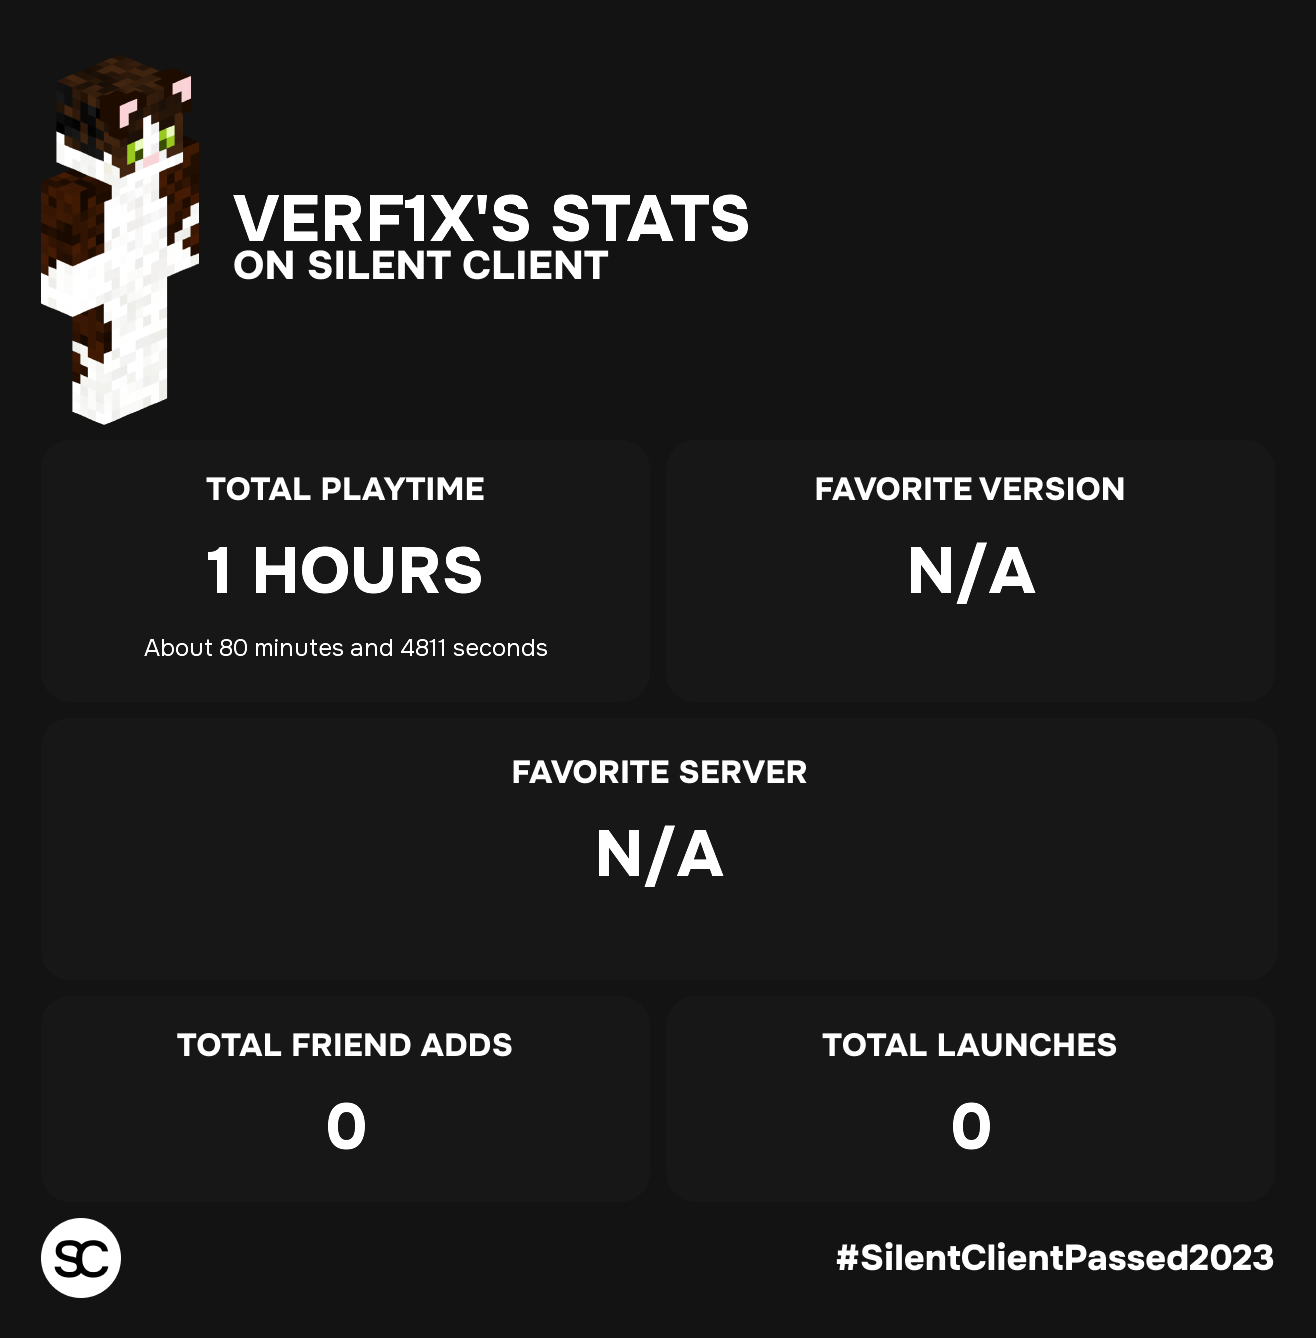 VERF1X'S STATS
ON SILENT CLIENT
TOTAL PLAYTIME
1 HOURS
About 80 minutes and 4811 seconds
FAVORITE VERSION
N/A
FAVORITE SERVER
N/A
TOTAL FRIEND ADDS
0
TOTAL LAUNCHES
0
SC
#SilentClientPassed2023